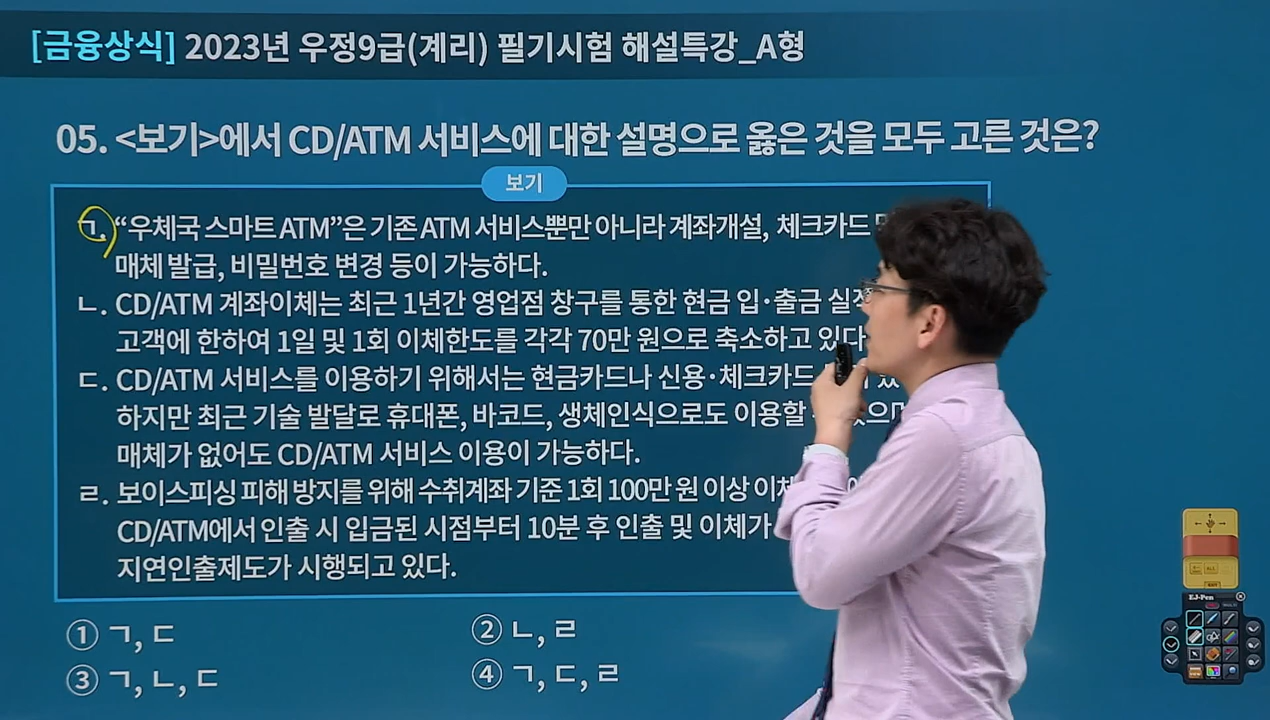 [금융상식] 2023년 우정9급(계리) 필기시험 해설특강_A형
05. <보기>에서 CD/ATM 서비스에 대한 설명으로 옳은 것을 모두 고른 것은?
보기
ㄱ. “우체국 스마트 ATM”은 기존 ATM 서비스뿐만 아니라 계좌개설, 체크카드
매체 발급, 비밀번호 변경 등이 가능하다.
ㄴ. CD/ATM 계좌이체는 최근 1년간 영업점 창구를 통한 현금 입·출금
고객에 한하여 1일 및 1회 이체한도를 각각 70만 원으로 축소하고 있다
ㄷ. CD/ATM 서비스를 이용하기 위해서는 현금카드나 신용·체크카드
하지만 최근 기술 발달로 휴대폰, 바코드, 생체인식으로도 이용할
매체가 없어도 CD/ATM 서비스 이용이 가능하다.
ㄹ. 보이스피싱 피해 방지를 위해 수취계좌 기준 1회 100만 원 이상
CD/ATM에서 인출 시 입금된 시점부터 10분 후 인출 및 이체가
지연인출제도가 시행되고 있다.
① ㄱ, ㄷ
② ㄴ, ㄹ
③ ㄱ, ㄴ, ㄷ
④ ㄱ, ㄷ, ㄹ
EJ-Pen